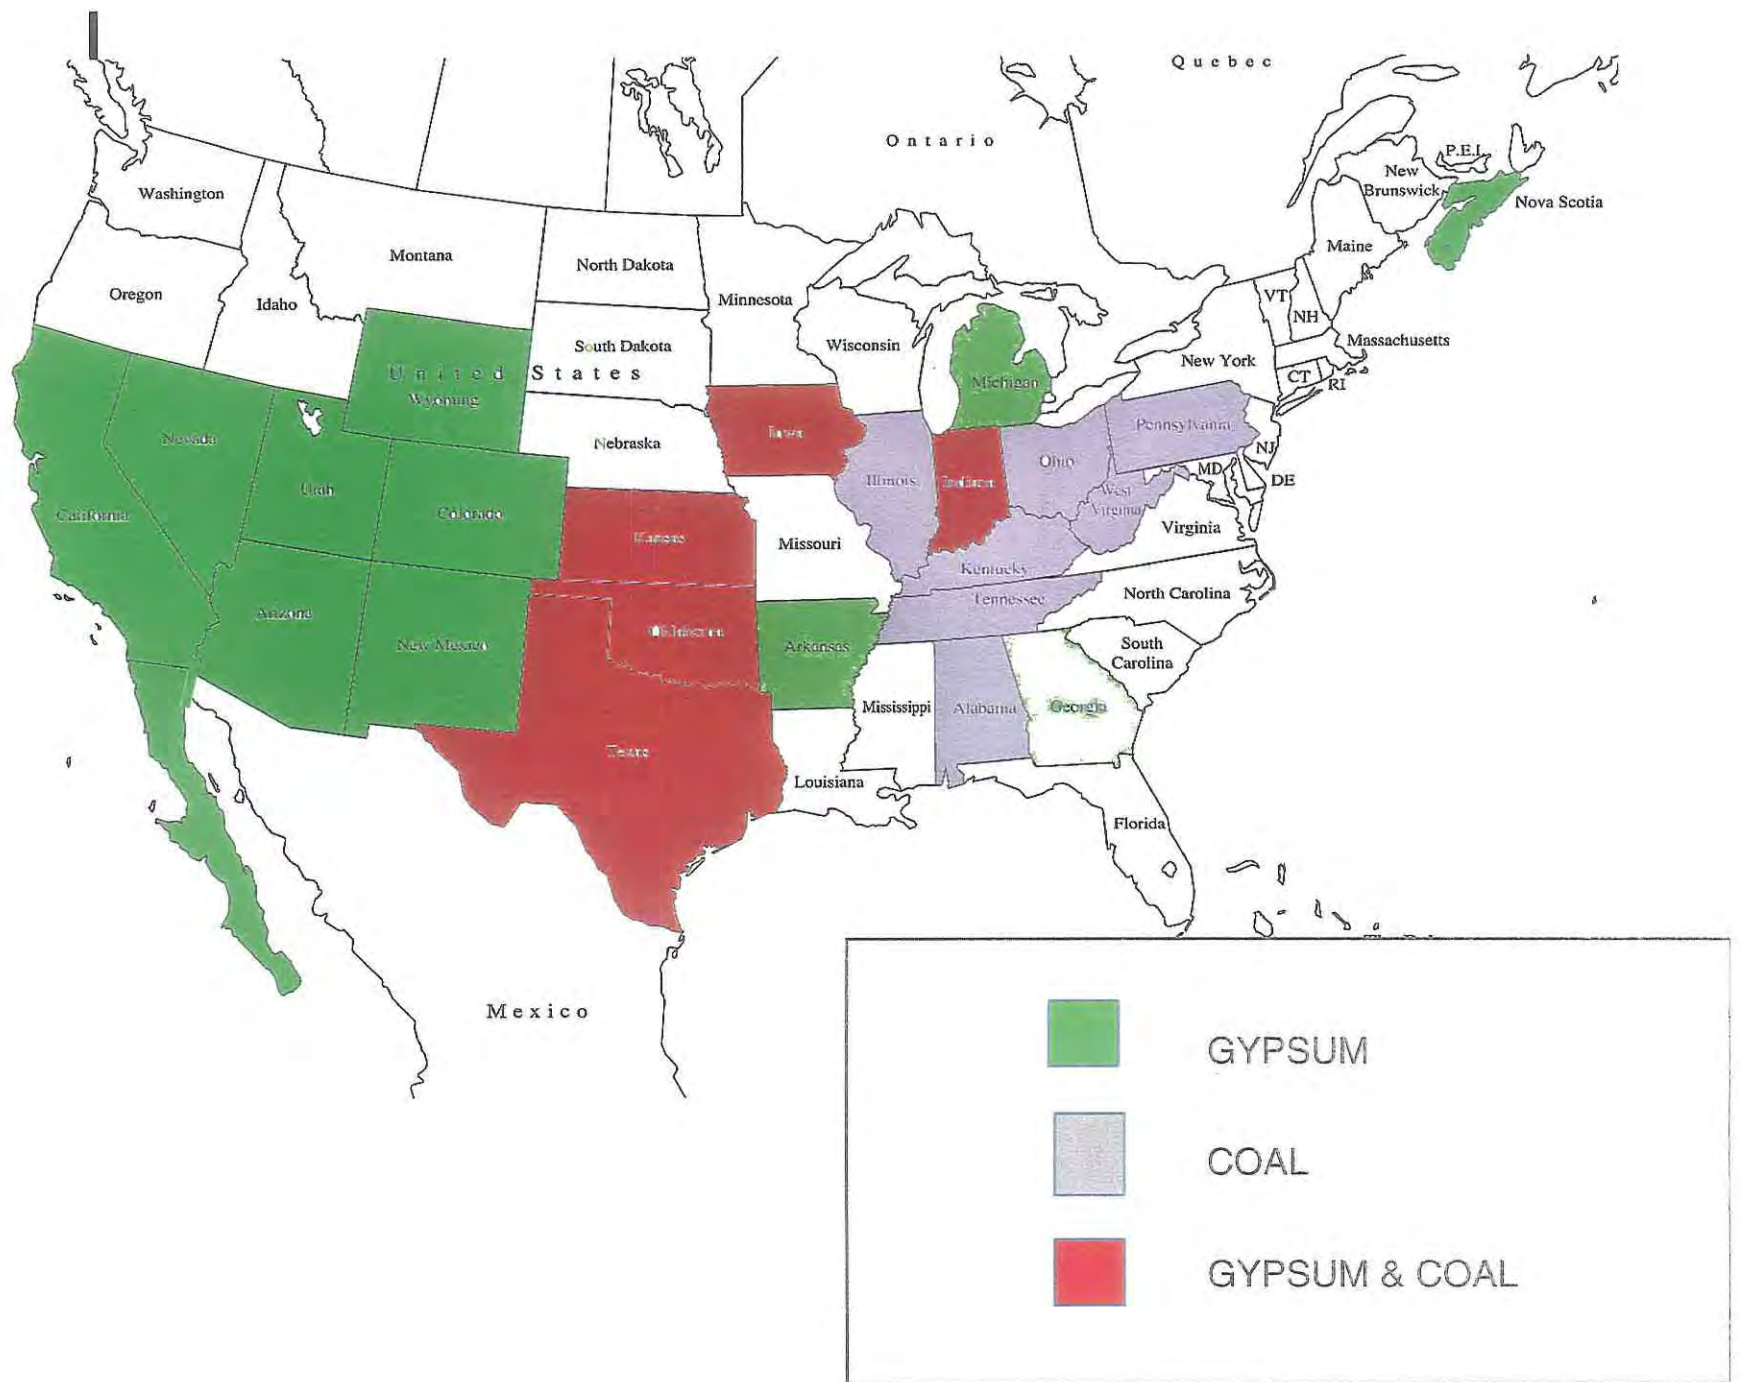 Quebec
Ontario
P.E.I.
New
Brunswick
Nova Scotia
Washington
Montana
North Dakota
Minnesota
Maine
Oregon
Idaho
VT
NH
South Dakota
Wisconsin
Massachusetts
New York
United States
Wyoming
Michigan
CT
RI
Nevada
Nebraska
Iowa
Pennsylvania
NJ
Utah
Illinois
Indiana
Ohio
MD
DE
California
Colorado
West
Virginia
Virginia
Kansas
Missouri
Kentucky
Arizona
Tennessee
North Carolina
New Mexico
Oklahoma
Arkansas
South
Carolina
Mississippi
Alabama
Georgia
Texas
Louisiana
Florida
Mexico
GYPSUM
COAL
GYPSUM & COAL